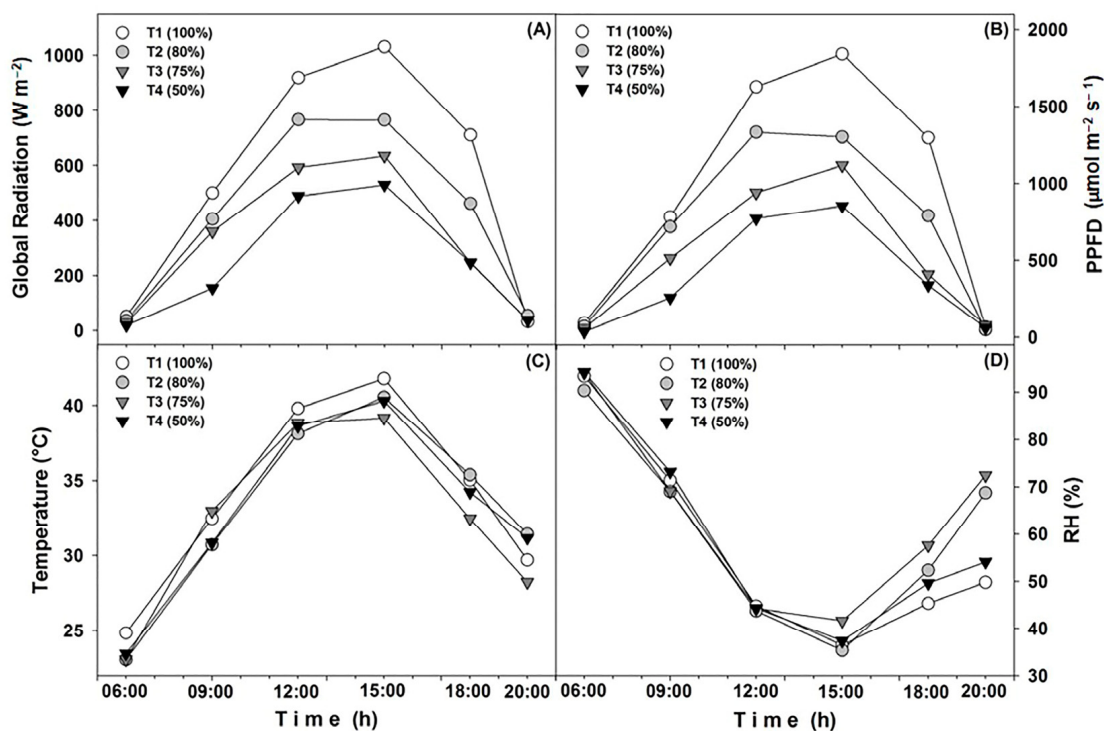 (A)
T1 (100%)
T2 (80%)
T3 (75%)
T4 (50%)
Global Radiation (W m⁻²)
1000
800
600
400
200
0
(B)
T1 (100%)
T2 (80%)
T3 (75%)
T4 (50%)
2000
1500
1000
500
0
PPFD (µmol m⁻² s⁻¹)
(C)
T1 (100%)
T2 (80%)
T3 (75%)
T4 (50%)
Temperature (°C)
40
35
30
25
06:00 09:00 12:00 15:00 18:00 20:00
Time (h)
(D)
T1 (100%)
T2 (80%)
T3 (75%)
T4 (50%)
90
80
70
60
50
40
30
RH (%)
06:00 09:00 12:00 15:00 18:00 20:00
Time (h)